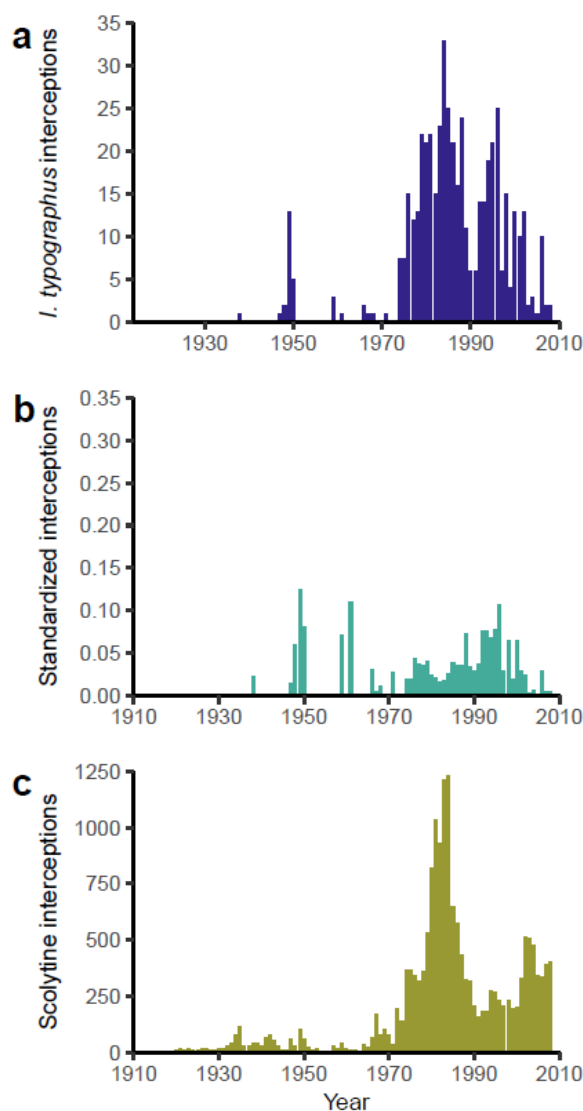 a
I. typographus interceptions
35
30
25
20
15
10
5
0
1930 1950 1970 1990 2010
b
Standardized interceptions
0.35
0.30
0.25
0.20
0.15
0.10
0.05
0.00
1910 1930 1950 1970 1990 2010
c
Scolytine interceptions
1250
1000
750
500
250
0
1910 1930 1950 1970 1990 2010
Year